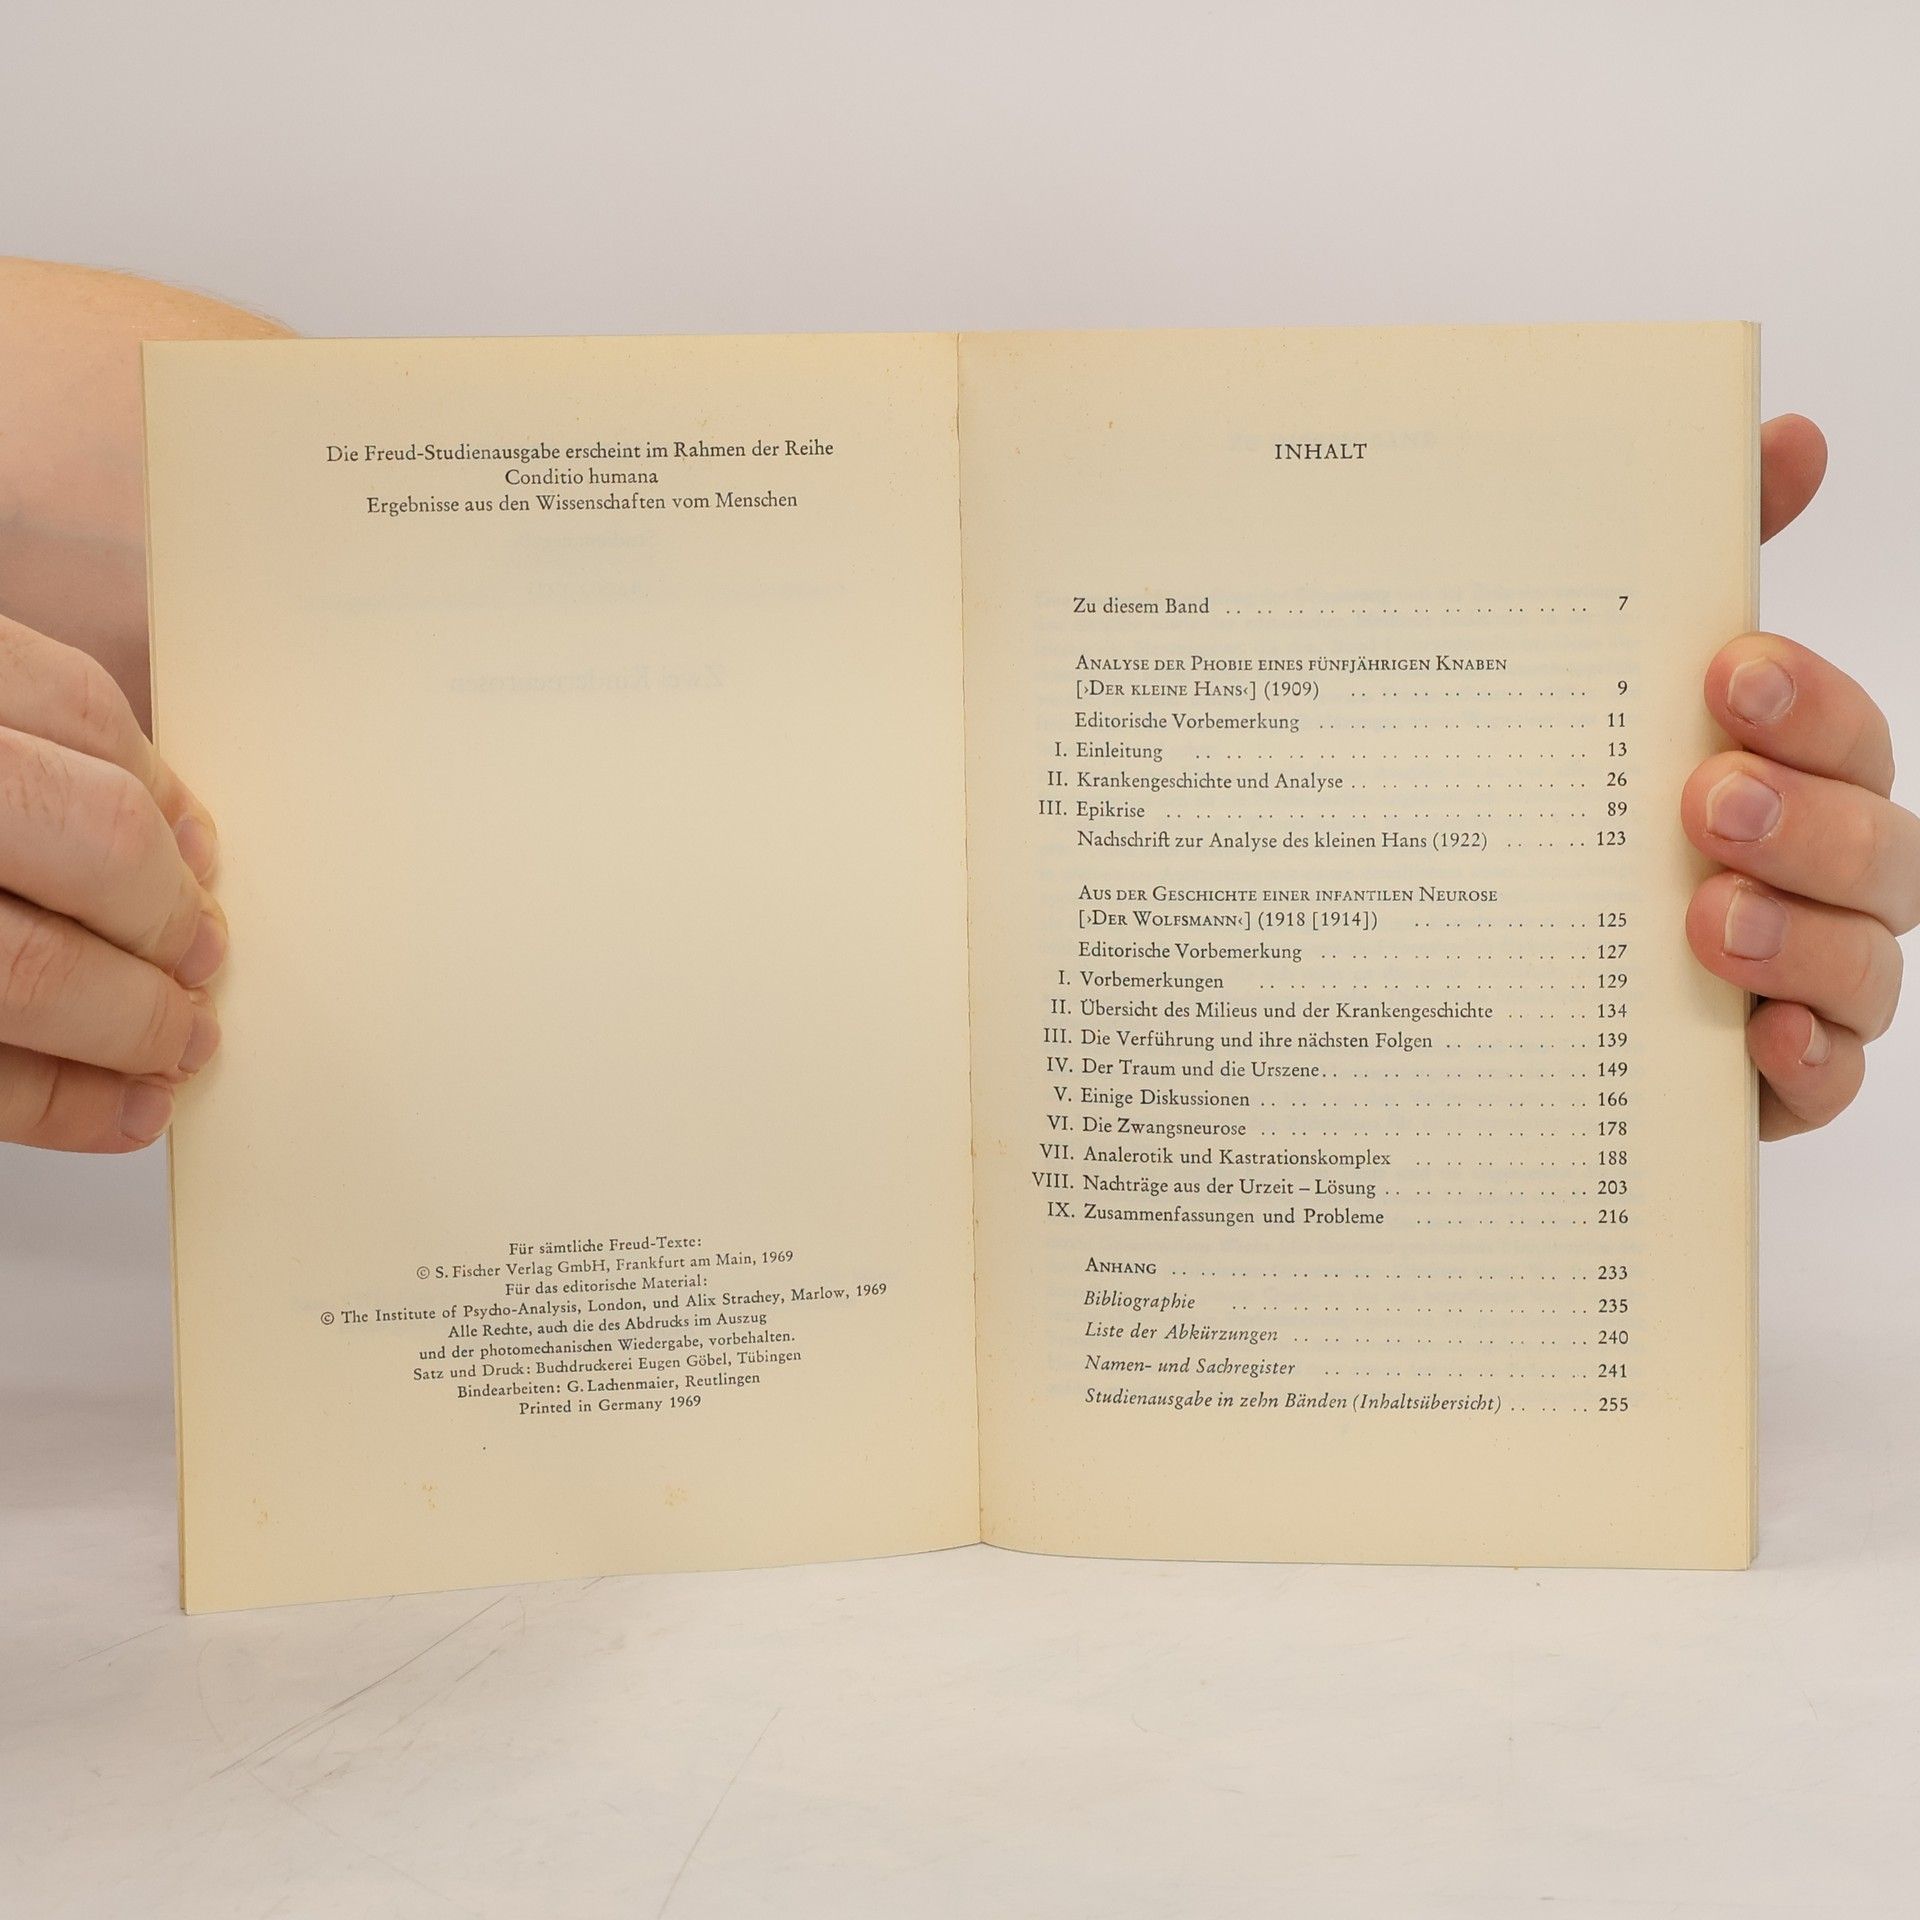 Die Freud-Studienausgabe erscheint im Rahmen der Reihe
Conditio humana
Ergebnisse aus den Wissenschaften vom Menschen
Für sämtliche Freud-Texte:
© S. Fischer Verlag GmbH, Frankfurt am Main, 1969
Für das editorische Material:
© The Institute of Psycho-Analysis, London, und Alix Strachey, Marlow, 1969
Alle Rechte, auch die des Abdrucks im Auszug
und der photomechanischen Wiedergabe, vorbehalten.
Satz und Druck: Buchdruckerei Eugen Göbel, Tübingen
Bindearbeiten: G. Lachenmaier, Reutlingen
Printed in Germany 1969
INHALT
Zu diesem Band . . . . . . . . . . . . 7
ANALYSE DER PHOBIE EINES FÜNFJÄHRIGEN KNABEN
[›DER KLEINE HANS‹] (1909) . . . . . . . . 9
Editorische Vorbemerkung . . . . . . . . . 11
I. Einleitung . . . . . . . . . . . . . 13
II. Krankengeschichte und Analyse . . . . . . . . 26
III. Epikrise . . . . . . . . . . . . . . 89
Nachschrift zur Analyse des kleinen Hans (1922) . . . 123
AUS DER GESCHICHTE EINER INFANTILEN NEUROSE
[›DER WOLFSMANN‹] (1918 [1914]) . . . . . . 125
Editorische Vorbemerkung . . . . . . . . . 127
I. Vorbemerkungen . . . . . . . . . . . 129
II. Übersicht des Milieus und der Krankengeschichte . . . 134
III. Die Verführung und ihre nächsten Folgen . . . . . 139
IV. Der Traum und die Urszene . . . . . . . . . 149
V. Einige Diskussionen . . . . . . . . . . . 166
VI. Die Zwangsneurose . . . . . . . . . . . 178
VII. Analerotik und Kastrationskomplex . . . . . . 188
VIII. Nachträge aus der Urzeit – Lösung . . . . . . . 203
IX. Zusammenfassungen und Probleme . . . . . . 216
ANHANG . . . . . . . . . . . . . . 233
Bibliographie . . . . . . . . . . . . 235
Liste der Abkürzungen . . . . . . . . . . 240
Namen- und Sachregister . . . . . . . . . 241
Studienausgabe in zehn Bänden (Inhaltsübersicht) . . . 255